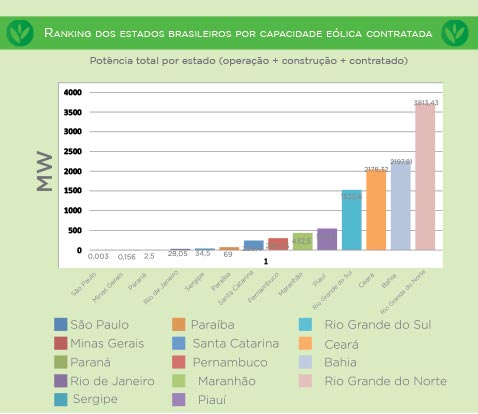 Ranking dos estados brasileiros por capacidade eólica contratada
Potência total por estado (operação + construção + contratado)
MW
4000
3500
3000
2500
2000
1500
1000
500
0
0,003
0,156
2,5
28,05
34,5
69
432,5
2178,32
2197,81
3813,43
1
São Paulo
Minas Gerais
Paraná
Rio de Janeiro
Sergipe
Paraíba
Santa Catarina
Pernambuco
Maranhão
Piauí
Rio Grande do Sul
Ceará
Bahia
Rio Grande do Norte
São Paulo
Paraíba
Rio Grande do Sul
Minas Gerais
Santa Catarina
Ceará
Paraná
Pernambuco
Bahia
Rio de Janeiro
Maranhão
Rio Grande do Norte
Sergipe
Piauí